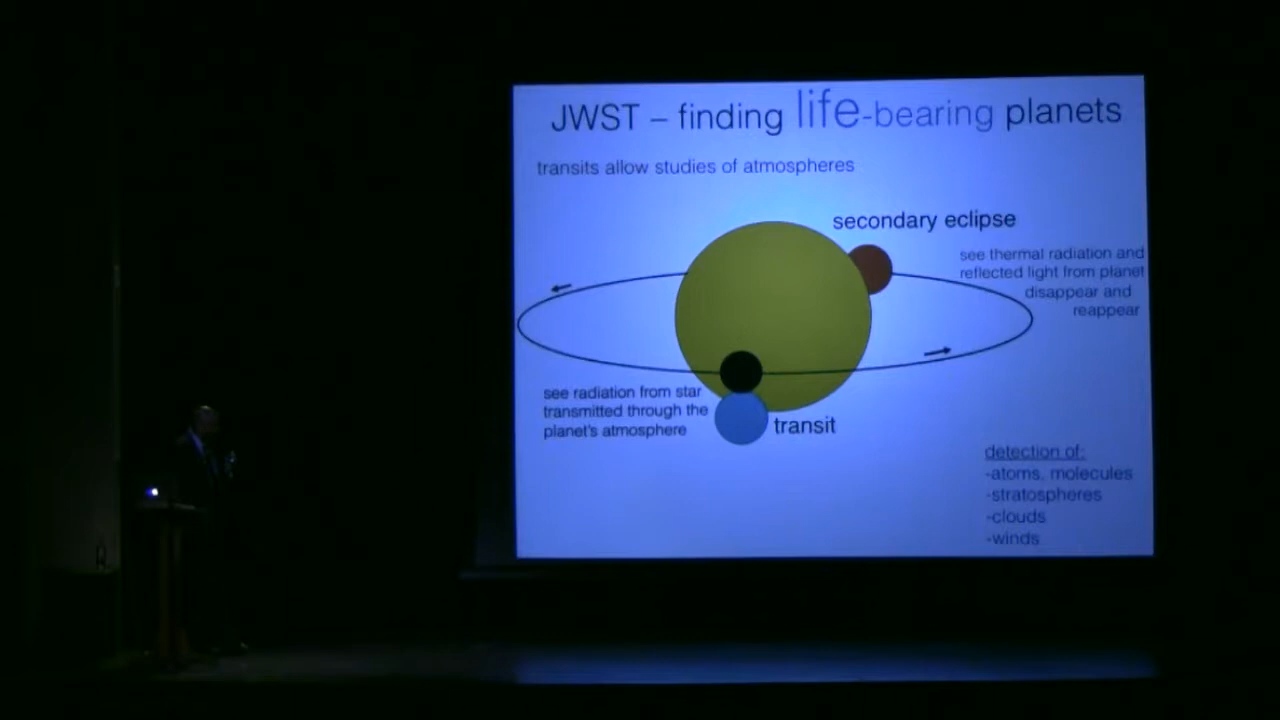 JWST – finding life-bearing planets
transits allow studies of atmospheres
secondary eclipse
see thermal radiation and
reflected light from planet
disappear and
reappear
see radiation from star
transmitted through the
planet's atmosphere
transit
detection of:
-atoms, molecules
-stratospheres
-clouds
-winds